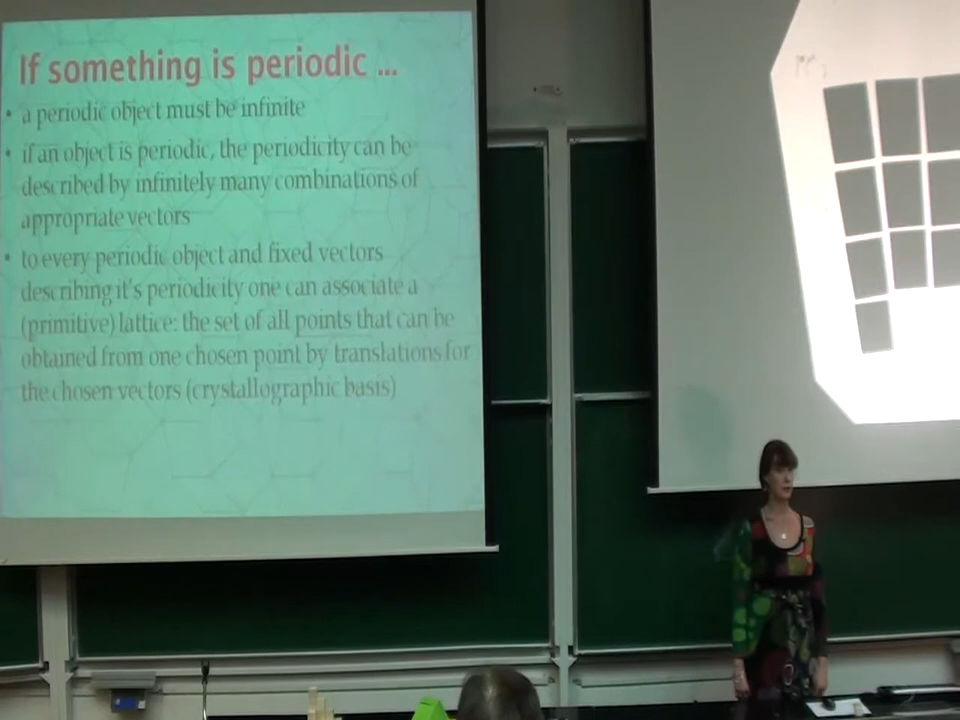 If something is periodic ...
• a periodic object must be infinite
• if an object is periodic, the periodicity can be
described by infinitely many combinations of
appropriate vectors
• to every periodic object and fixed vectors
describing it's periodicity one can associate a
(primitive) lattice: the set of all points that can be
obtained from one chosen point by translations for
the chosen vectors (crystallographic basis)